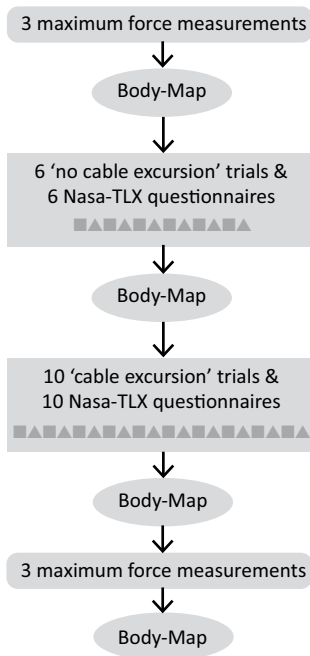 3 maximum force measurements
Body-Map
6 ‘no cable excursion’ trials &
6 Nasa-TLX questionnaires
Body-Map
10 ‘cable excursion’ trials &
10 Nasa-TLX questionnaires
Body-Map
3 maximum force measurements
Body-Map